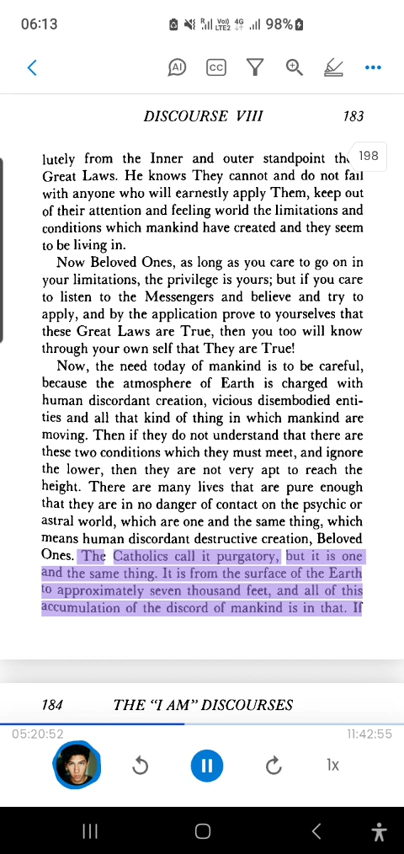 06:13
98%
AI CC
DISCOURSE VIII 183
198
lutely from the Inner and outer standpoint
Great Laws. He knows They cannot and do not fail
with anyone who will earnestly apply Them, keep out
of their attention and feeling world the limitations and
conditions which mankind have created and they seem
to be living in.
Now Beloved Ones, as long as you care to go on in
your limitations, the privilege is yours; but if you care
to listen to the Messengers and believe and try to
apply, and by the application prove to yourselves that
these Great Laws are True, then you too will know
through your own self that They are True!
Now, the need today of mankind is to be careful,
because the atmosphere of Earth is charged with
human discordant creation, vicious disembodied enti-
ties and all that kind of thing in which mankind are
moving. Then if they do not understand that there are
these two conditions which they must meet, and ignore
the lower, then they are not very apt to reach the
height. There are many lives that are pure enough
that they are in no danger of contact on the psychic or
astral world, which are one and the same thing, which
means human discordant destructive creation, Beloved
Ones. The Catholics call it purgatory, but it is one
and the same thing. It is from the surface of the Earth
to approximately seven thousand feet, and all of this
accumulation of the discord of mankind is in that. If
184 THE “I AM” DISCOURSES
05:20:52 11:42:55
1x